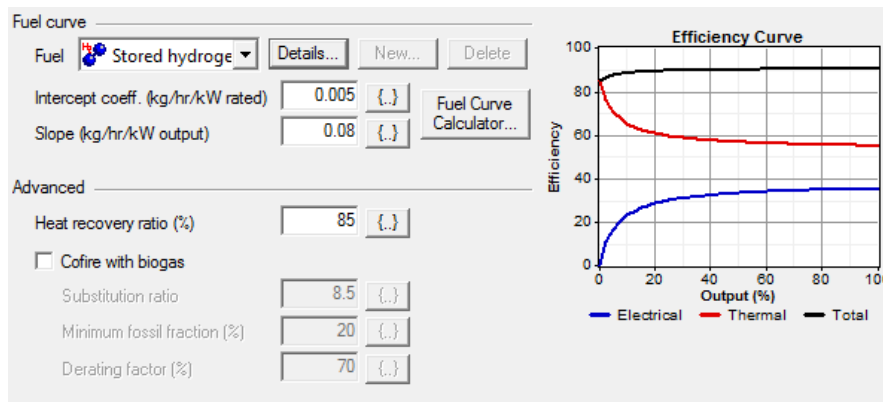 Fuel curve
Fuel H2 Stored hydroge Details... New... Delete
Intercept coeff. (kg/hr/kW rated) 0.005 {..}
Slope (kg/hr/kW output) 0.08 {..}
Fuel Curve
Calculator...
Advanced
Heat recovery ratio (%) 85 {..}
Cofire with biogas
Substitution ratio 8.5 {..}
Minimum fossil fraction (%) 20 {..}
Derating factor (%) 70 {..}
Efficiency Curve
100
80
60
40
20
0
Efficiency
0 20 40 60 80 100
Output (%)
Electrical Thermal Total